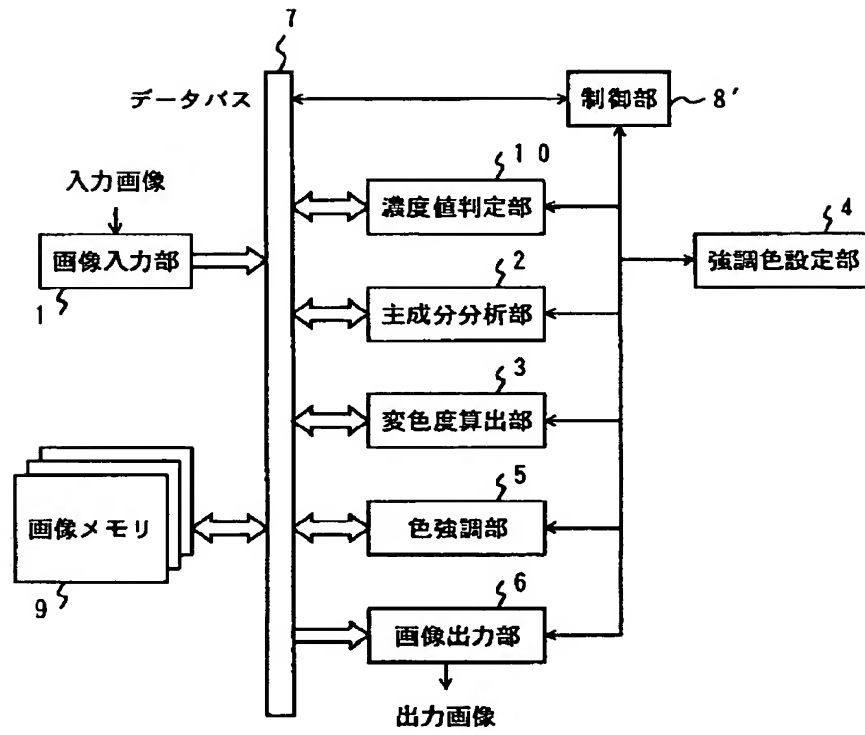 7
データバス
制御部
8′
10
入力画像
濃度値判定部
4
画像入力部
強調色設定部
1
2
主成分分析部
3
変色度算出部
5
画像メモリ
色強調部
9
6
画像出力部
出力画像